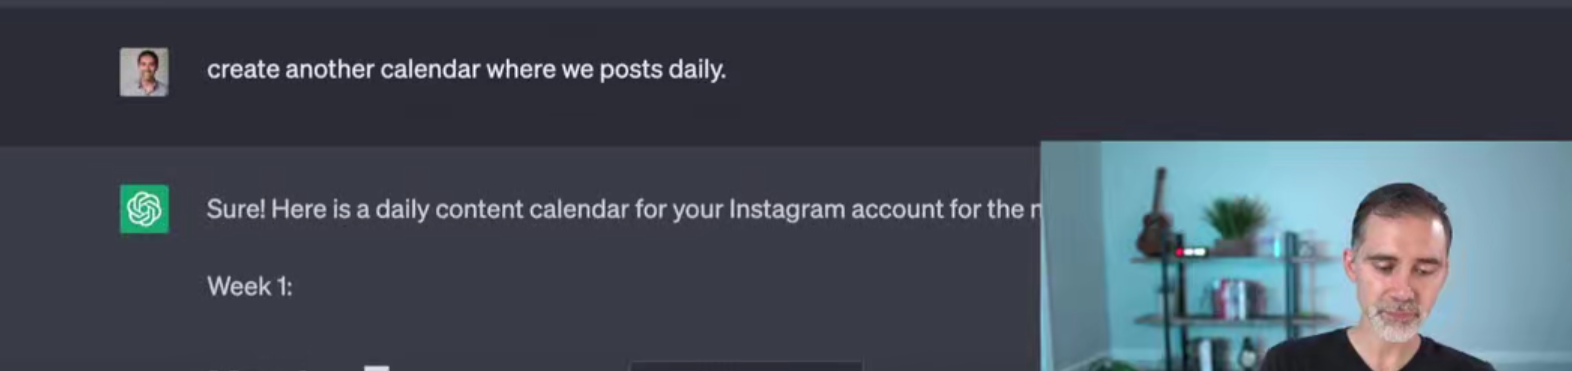 create another calendar where we posts daily.
Sure! Here is a daily content calendar for your Instagram account for the
Week 1: